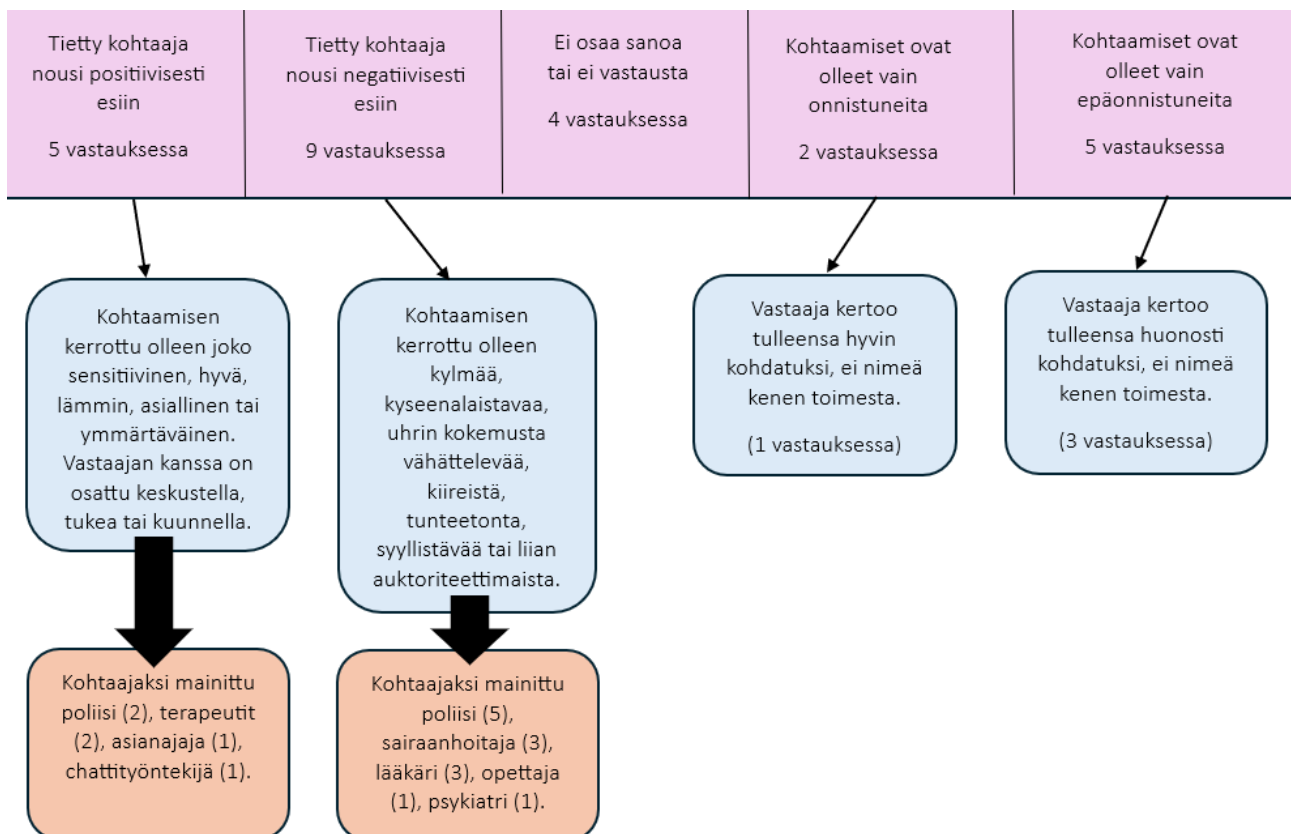 Tietty kohtaaja
nousi positiivisesti
esiin
5 vastauksessa
Tietty kohtaaja
nousi negatiivisesti
esiin
9 vastauksessa
Ei osaa sanoa
tai ei vastausta
4 vastauksessa
Kohtaamiset ovat
olleet vain
onnistuneita
2 vastauksessa
Kohtaamiset ovat
olleet vain
epäonnistuneita
5 vastauksessa
Kohtaamisen
kerrottu olleen joko
sensitiivinen, hyvä,
lämmin, asiallinen tai
ymmärtäväinen.
Vastaajan kanssa on
osattu keskustella,
tukea tai kuunnella.
Kohtaamisen
kerrottu olleen
kylmää,
kyseenalaistavaa,
uhrin kokemusta
vähättelevää,
kiireistä,
tunteetonta,
syyllistävää tai liian
auktoriteettimaista.
Vastaaja kertoo
tulleensa hyvin
kohdatuksi, ei nimeä
kenen toimesta.
(1 vastauksessa)
Vastaaja kertoo
tulleensa huonosti
kohdatuksi, ei nimeä
kenen toimesta.
(3 vastauksessa)
Kohtaajaksi mainittu
poliisi (2), terapeutit
(2), asianajaja (1),
chattityöntekijä (1).
Kohtaajaksi mainittu
poliisi (5),
sairaanhoitaja (3),
lääkäri (3), opettaja
(1), psykiatri (1).